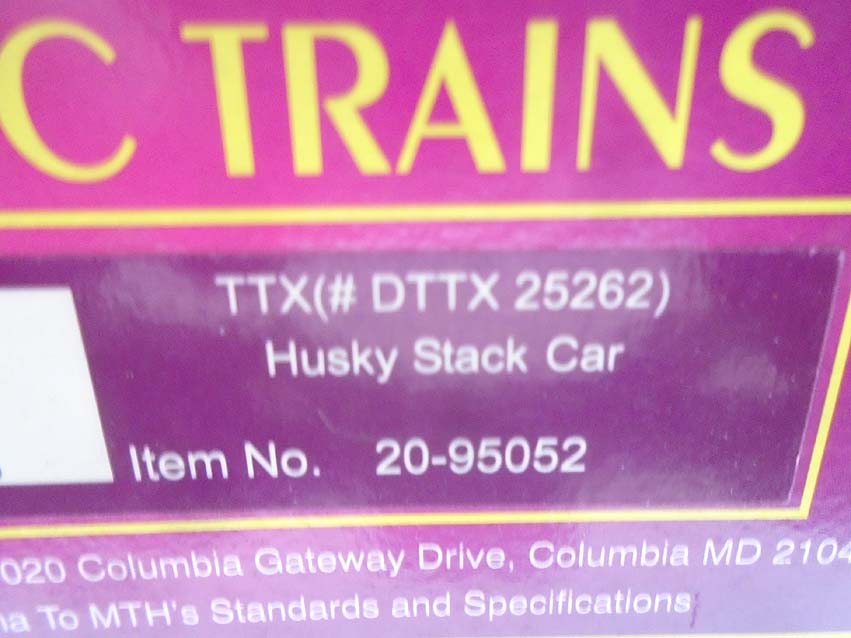 C TRAINS
TTX(# DTTX 25262)
Husky Stack Car
Item No. 20-95052
020 Columbia Gateway Drive, Columbia MD 2104
na To MTH's Standards and Specifications